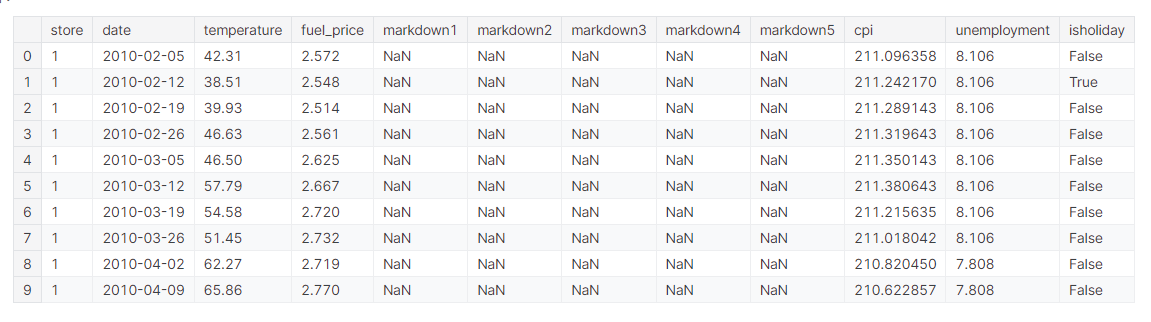 store date temperature fuel_price markdown1 markdown2 markdown3 markdown4 markdown5 cpi unemployment isholiday
0 1 2010-02-05 42.31 2.572 NaN NaN NaN NaN NaN 211.096358 8.106 False
1 1 2010-02-12 38.51 2.548 NaN NaN NaN NaN NaN 211.242170 8.106 True
2 1 2010-02-19 39.93 2.514 NaN NaN NaN NaN NaN 211.289143 8.106 False
3 1 2010-02-26 46.63 2.561 NaN NaN NaN NaN NaN 211.319643 8.106 False
4 1 2010-03-05 46.50 2.625 NaN NaN NaN NaN NaN 211.350143 8.106 False
5 1 2010-03-12 57.79 2.667 NaN NaN NaN NaN NaN 211.380643 8.106 False
6 1 2010-03-19 54.58 2.720 NaN NaN NaN NaN NaN 211.215635 8.106 False
7 1 2010-03-26 51.45 2.732 NaN NaN NaN NaN NaN 211.018042 8.106 False
8 1 2010-04-02 62.27 2.719 NaN NaN NaN NaN NaN 210.820450 7.808 False
9 1 2010-04-09 65.86 2.770 NaN NaN NaN NaN NaN 210.622857 7.808 False